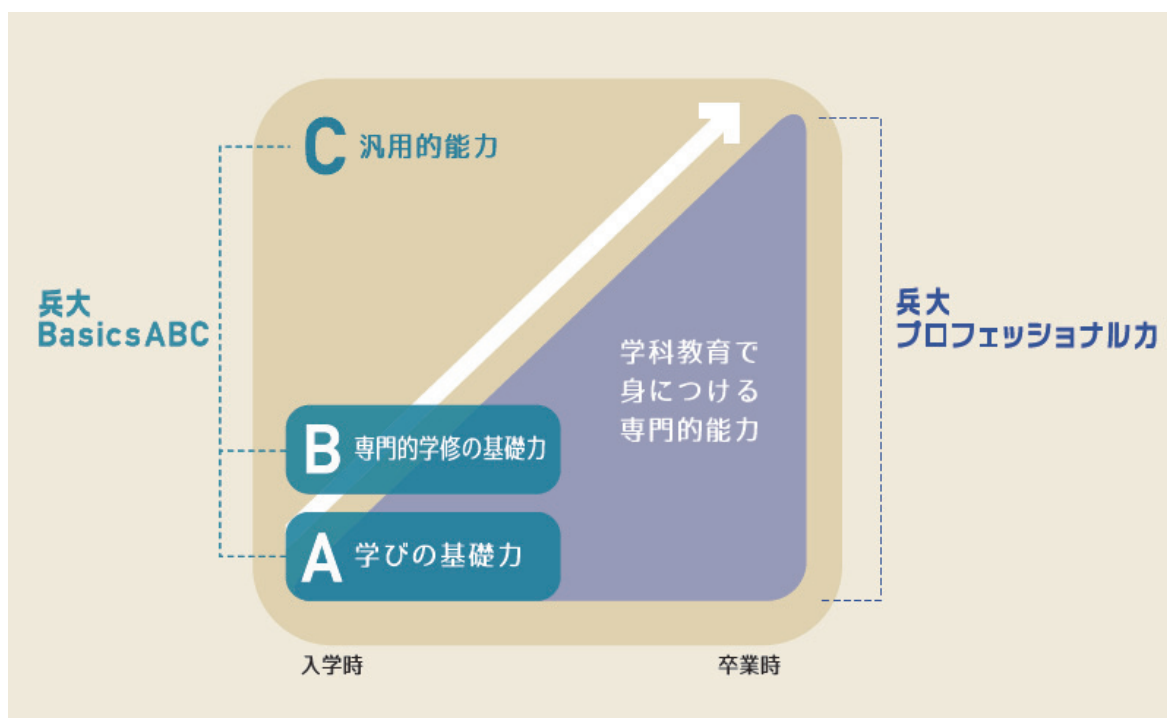 C 汎用的能力
兵大
BasicsABC
B 専門的学修の基礎力
A 学びの基礎力
学科教育で
身につける
専門的能力
兵大
プロフェッショナル力
入学時
卒業時